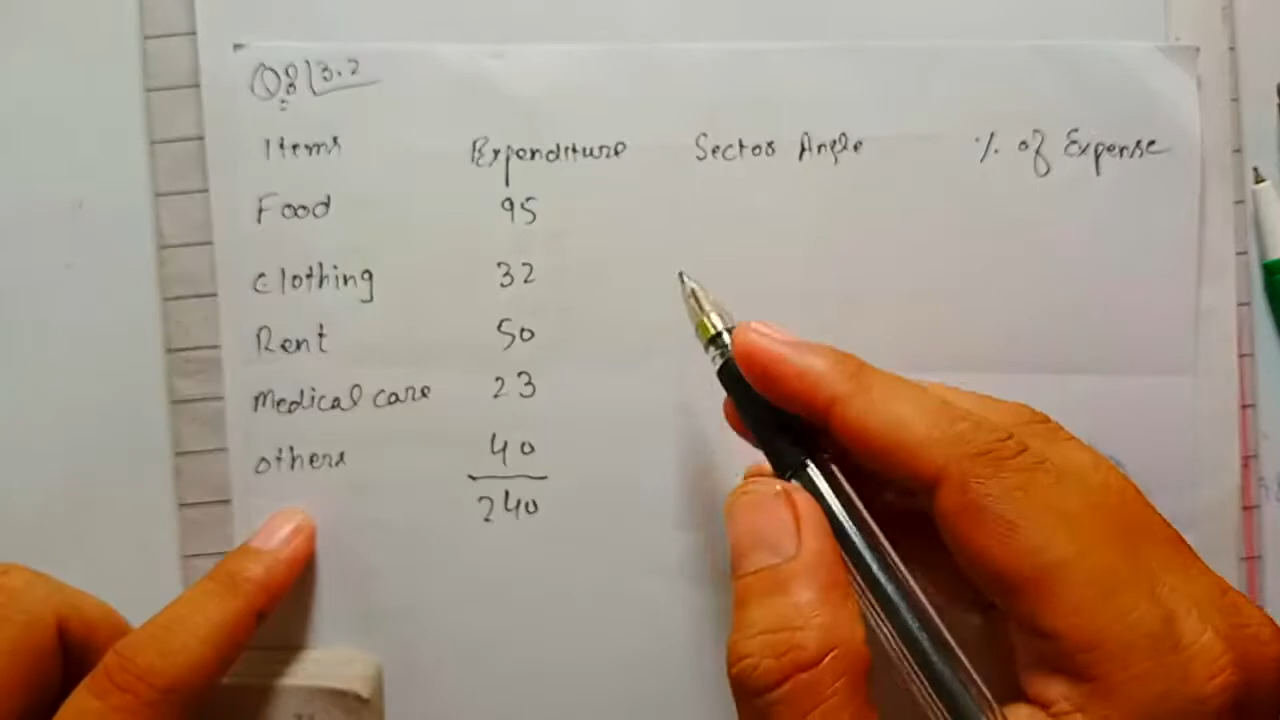 Q8/3.2
Items Expenditure Sector Angle % of Expense
Food 95
Clothing 32
Rent 50
Medical care 23
others 40
240